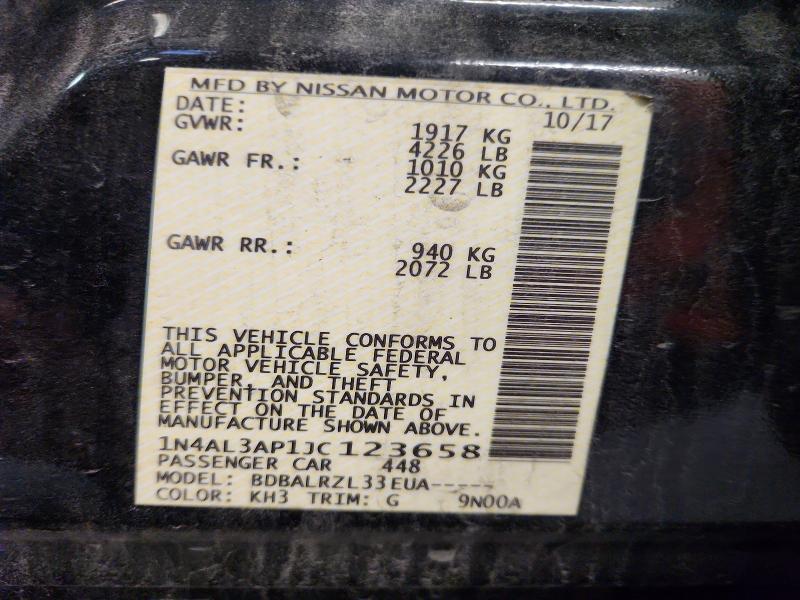 MFD BY NISSAN MOTOR CO., LTD.
DATE: 10/17
GVWR: 1917 KG
4226 LB
GAWR FR.: 1010 KG
2227 LB
GAWR RR.: 940 KG
2072 LB
THIS VEHICLE CONFORMS TO
ALL APPLICABLE FEDERAL
MOTOR VEHICLE SAFETY,
BUMPER, AND THEFT
PREVENTION STANDARDS IN
EFFECT ON THE DATE OF
MANUFACTURE SHOWN ABOVE.
1N4AL3AP1JC123658
PASSENGER CAR 448
MODEL: BDBALRZL33EUA-----
COLOR: KH3 TRIM: G 9N00A